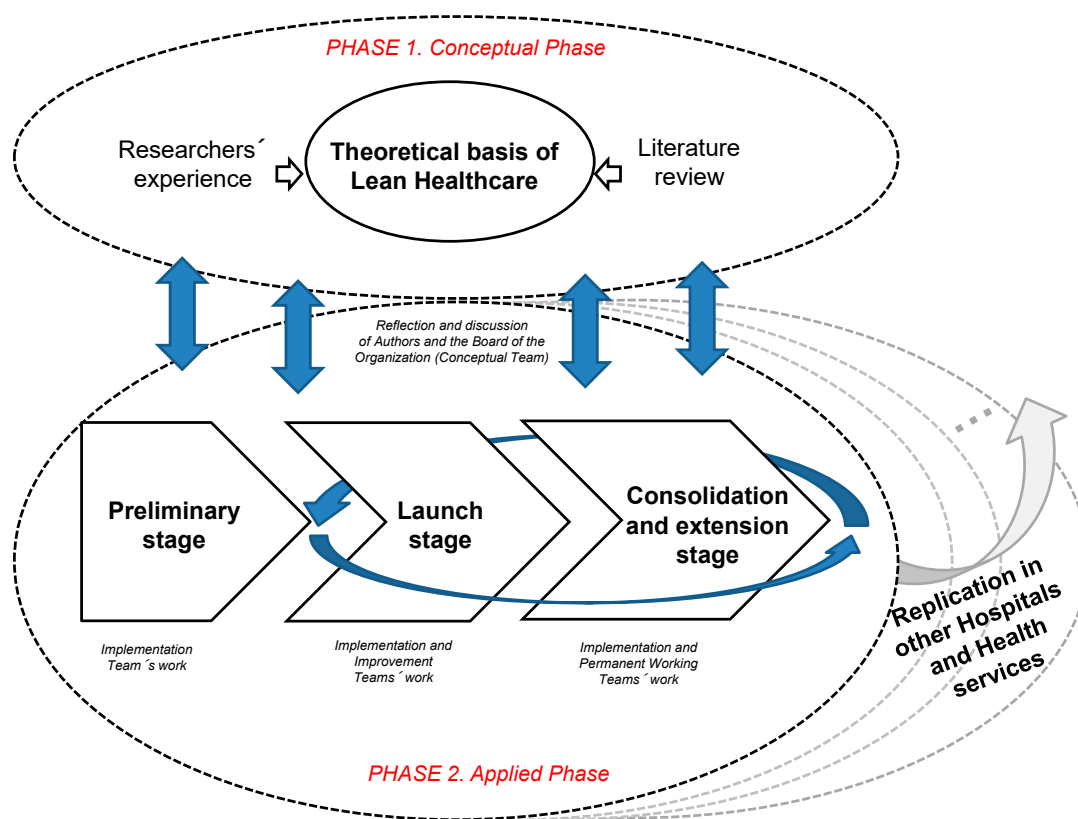 PHASE 1. Conceptual Phase
Researchers´
experience
Theoretical basis of
Lean Healthcare
Literature
review
Reflection and discussion
of Authors and the Board of the
Organization (Conceptual Team)
Preliminary
stage
Launch
stage
Consolidation
and extension
stage
Implementation
Team´s work
Implementation and
Improvement
Teams´work
Implementation and
Permanent Working
Teams´work
Replication in
other Hospitals
and Health
services
PHASE 2. Applied Phase